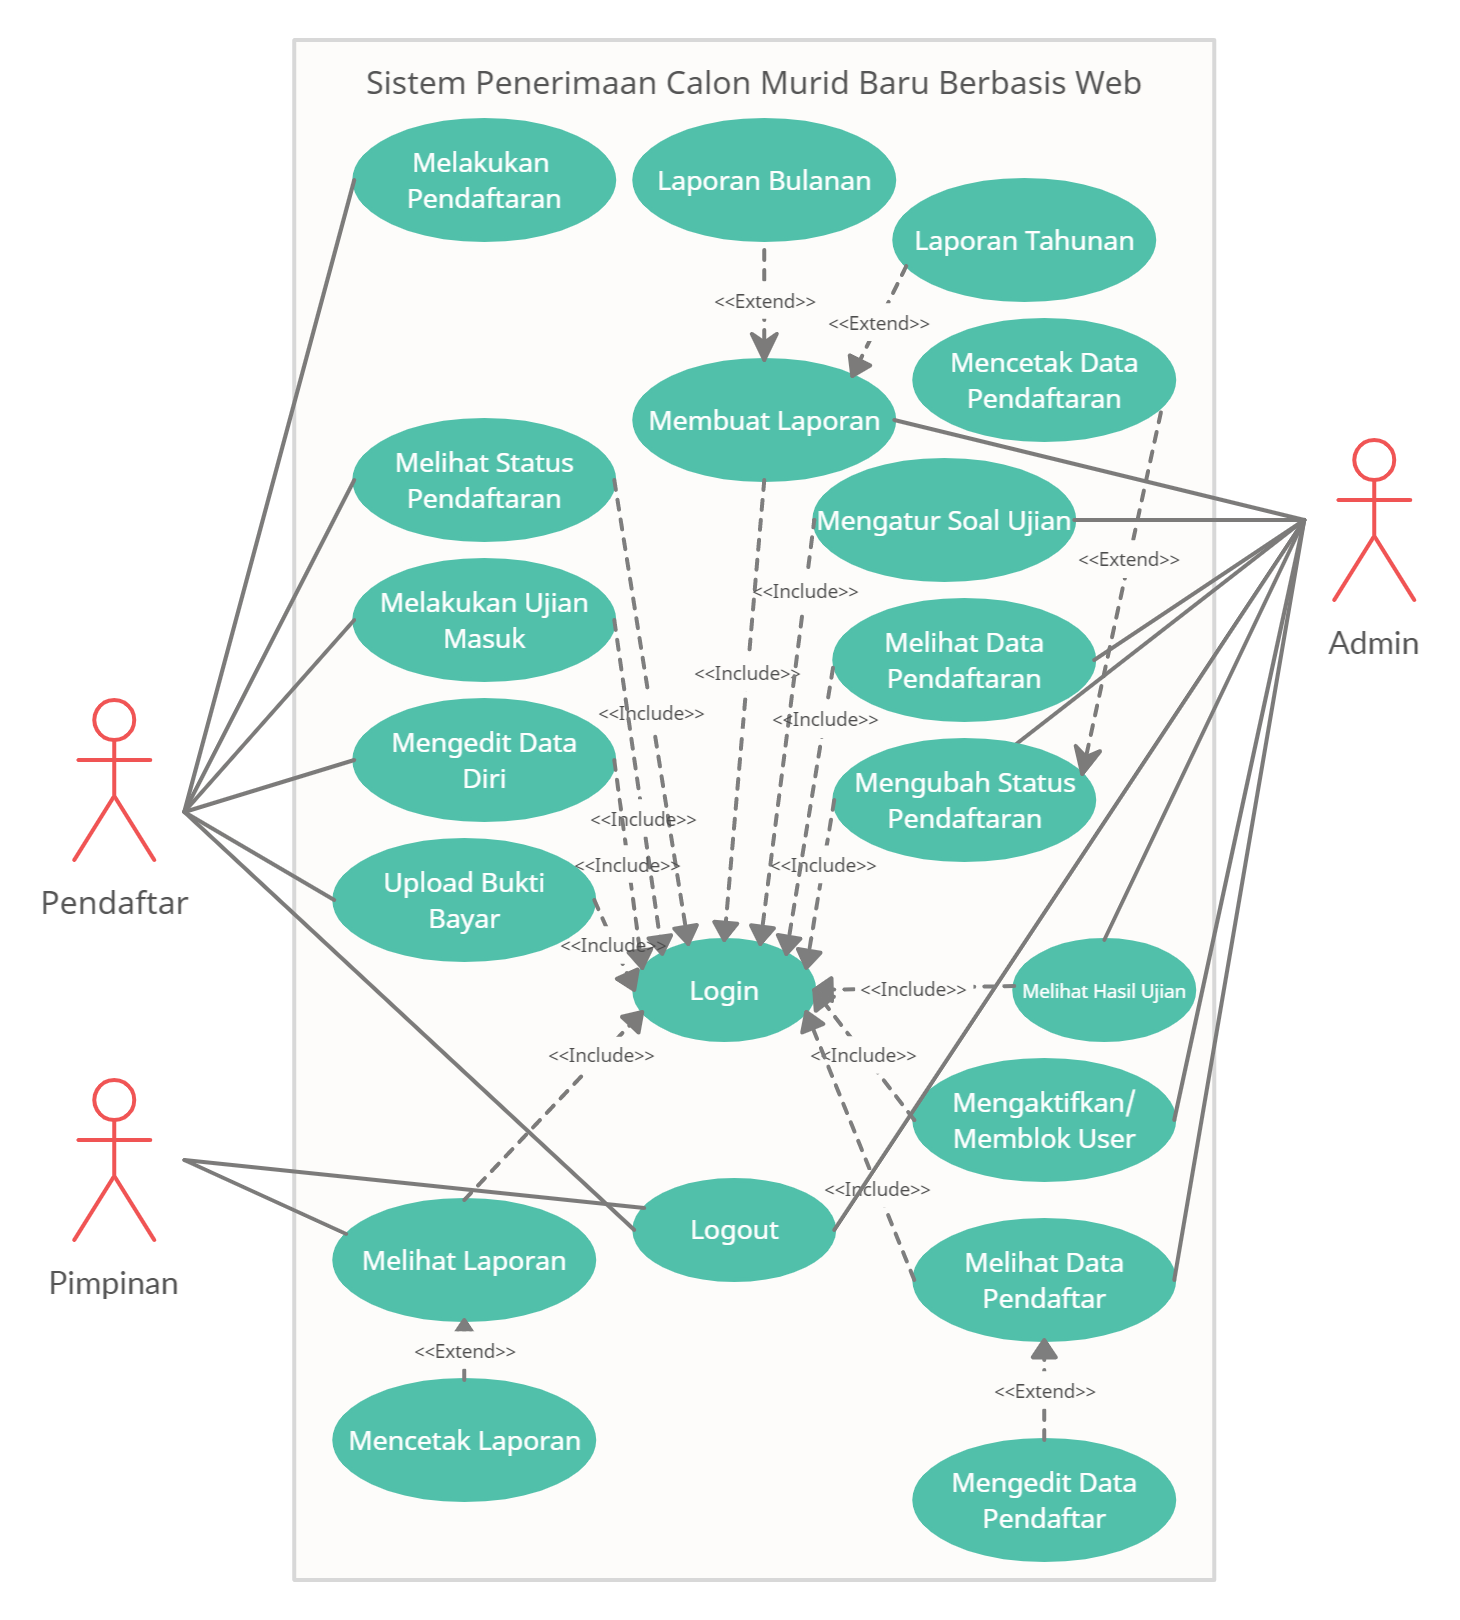 Sistem Penerimaan Calon Murid Baru Berbasis Web
Melakukan
Pendaftaran
Laporan Bulanan
Laporan Tahunan
<<Extend>>
<<Extend>>
Mencetak Data
Pendaftaran
Membuat Laporan
Melihat Status
Pendaftaran
Mengatur Soal Ujian
<<Extend>>
<<Include>>
Melakukan Ujian
Masuk
Melihat Data
Pendaftaran
Admin
<<Include>>
<<Include>>
<<Include>>
Mengedit Data
Diri
Mengubah Status
Pendaftaran
<<Include>>
<<Include>>
<<Include>>
Upload Bukti
Bayar
Pendaftar
<<Include>>
Login
<<Include>>
Melihat Hasil Ujian
<<Include>>
<<Include>>
Mengaktifkan/
Memblok User
<<Include>>
Logout
Melihat Laporan
Melihat Data
Pendaftar
Pimpinan
<<Extend>>
<<Extend>>
Mencetak Laporan
Mengedit Data
Pendaftar